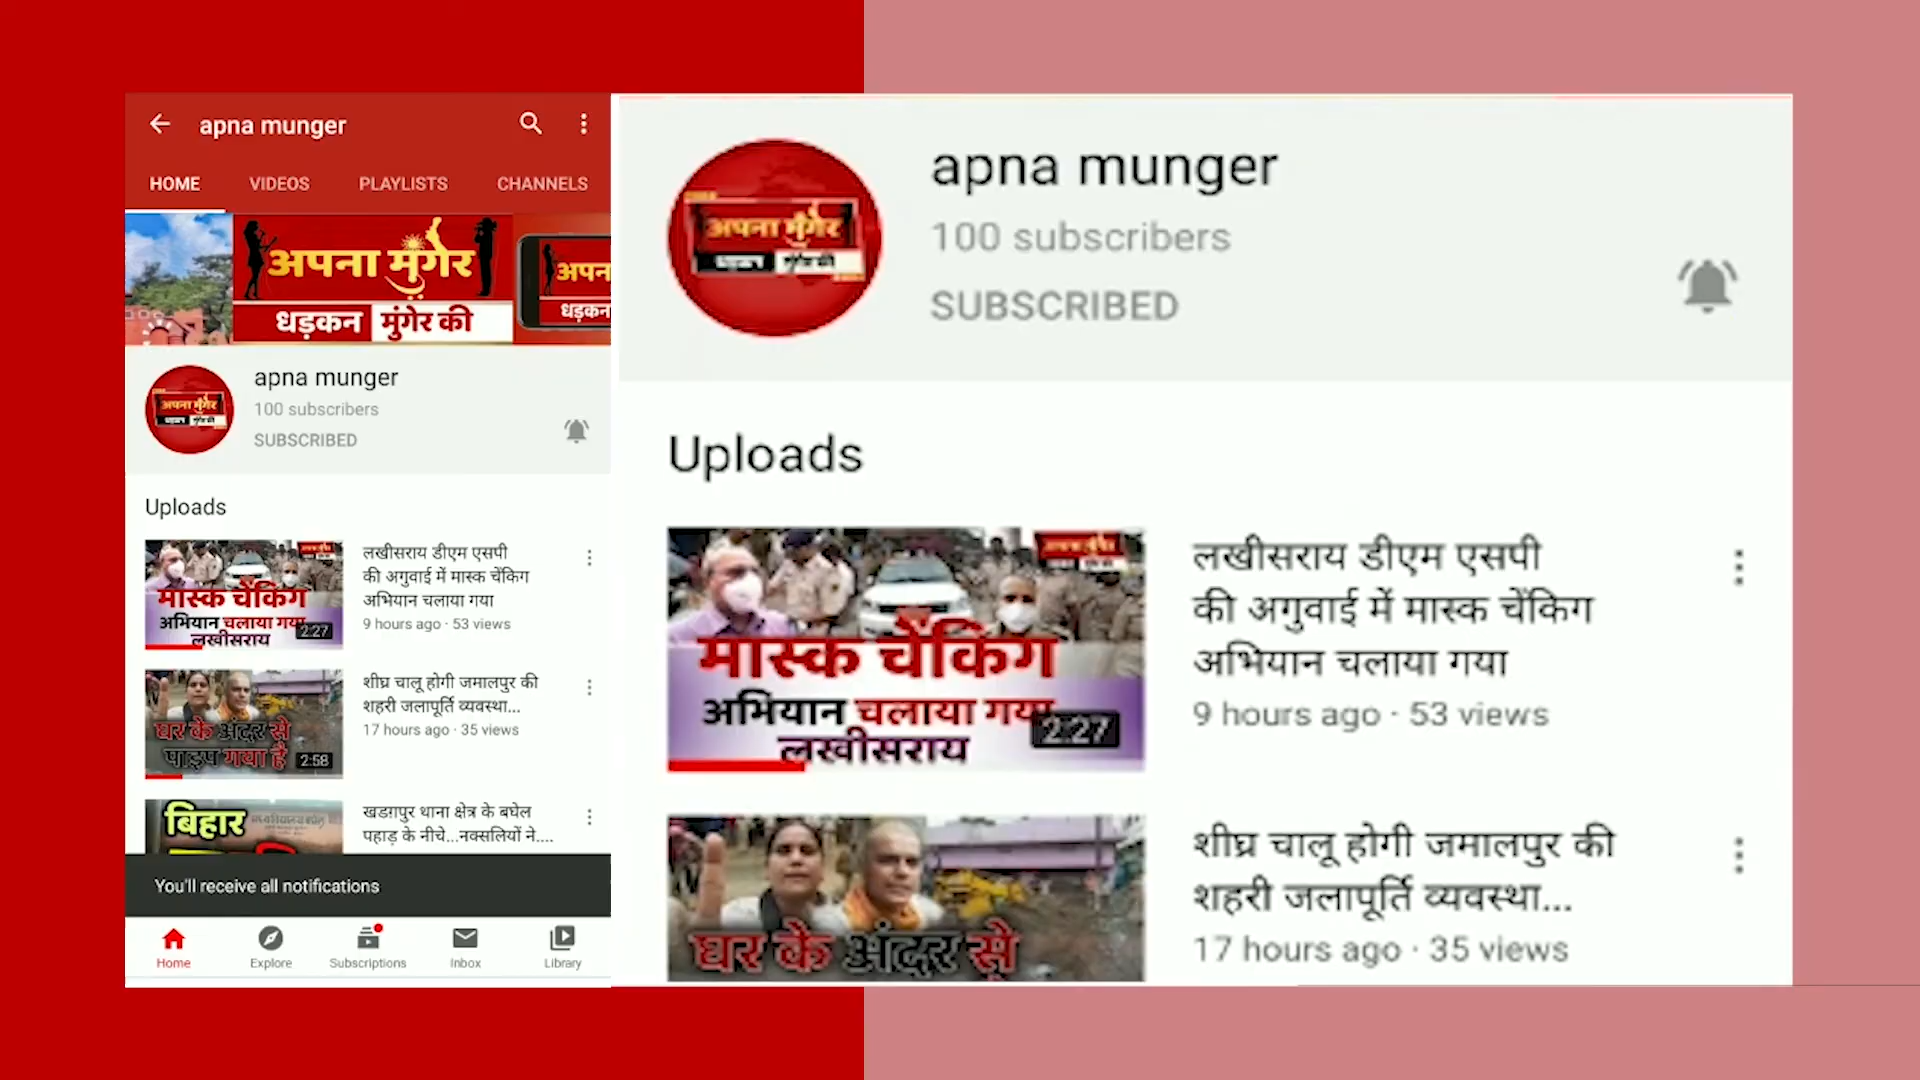 apna munger
HOME VIDEOS PLAYLISTS CHANNELS
अपना मुंगेर
धड़कन मुंगेर की
अपन
धड़कन
apna munger
100 subscribers
SUBSCRIBED
Uploads
मास्क चेंकिग
अभियान चलाया गया
लखीसराय
2:27
लखीसराय डीएम एसपी
की अगुवाई में मास्क चेंकिग
अभियान चलाया गया
9 hours ago · 53 views
घर के अंदर से
पाइप गया है
2:58
शीघ्र चालू होगी जमालपुर की
शहरी जलापूर्ति व्यवस्था...
17 hours ago · 35 views
बिहार
खडग़पुर थाना क्षेत्र के बघेल
पहाड़ के नीचे...नक्सलियों ने....
You'll receive all notifications
Home Explore Subscriptions Inbox Library
अपना मुंगेर
apna munger
100 subscribers
SUBSCRIBED
Uploads
मास्क चेंकिग
अभियान चलाया गया
लखीसराय
2:27
लखीसराय डीएम एसपी
की अगुवाई में मास्क चेंकिग
अभियान चलाया गया
9 hours ago · 53 views
घर के अंदर से
शीघ्र चालू होगी जमालपुर की
शहरी जलापूर्ति व्यवस्था...
17 hours ago · 35 views